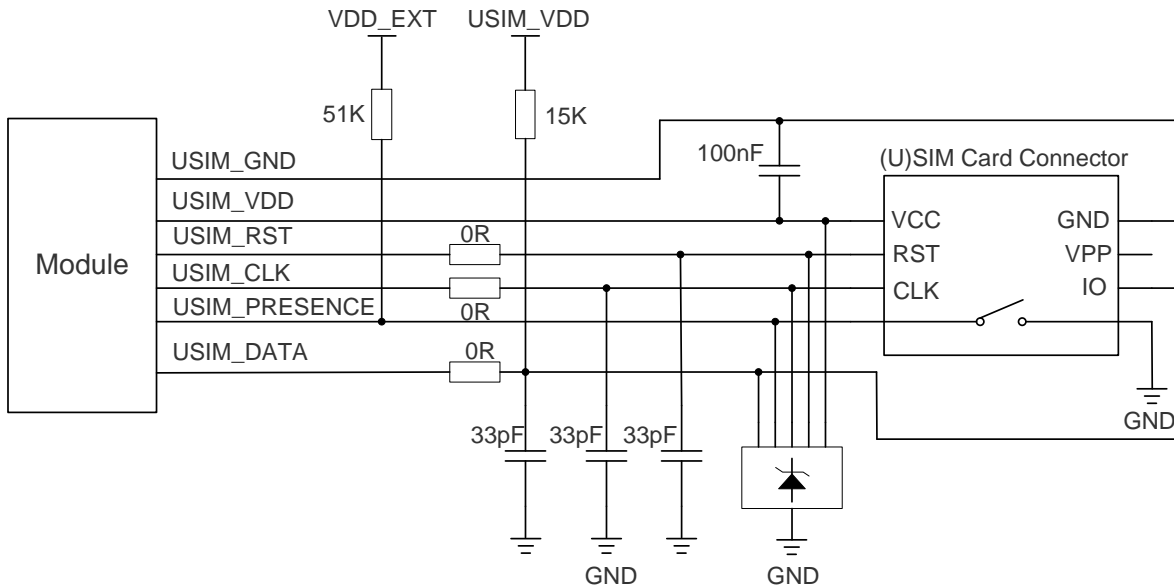 VDD_EXT
USIM_VDD
51K
15K
USIM_GND
100nF
(U)SIM Card Connector
USIM_VDD
VCC
GND
USIM_RST
0R
RST
VPP
Module
USIM_CLK
CLK
IO
USIM_PRESENCE
0R
USIM_DATA
0R
GND
33pF
33pF
33pF
GND
GND